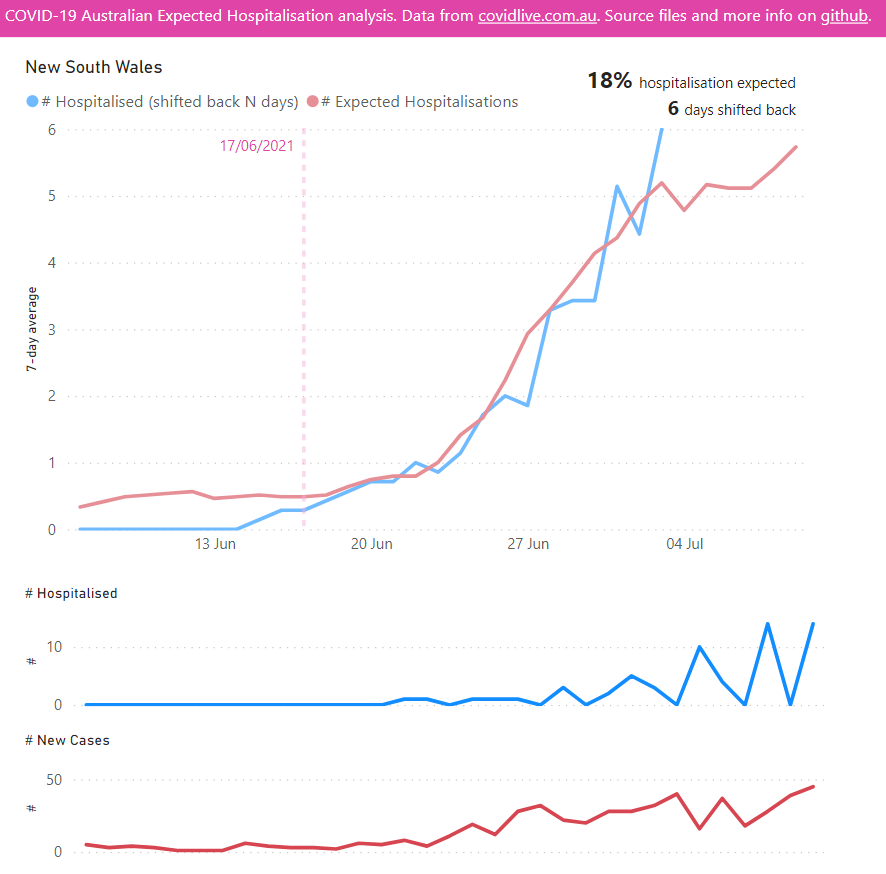 COVID-19 Australian Expected Hospitalisation analysis. Data from covidlive.com.au. Source files and more info on github.
New South Wales
# Hospitalised (shifted back N days) # Expected Hospitalisations
18% hospitalisation expected
6 days shifted back
17/06/2021
7-day average
6
5
4
3
2
1
0
13 Jun 20 Jun 27 Jun 04 Jul
# Hospitalised
#
10
0
# New Cases
#
50
0